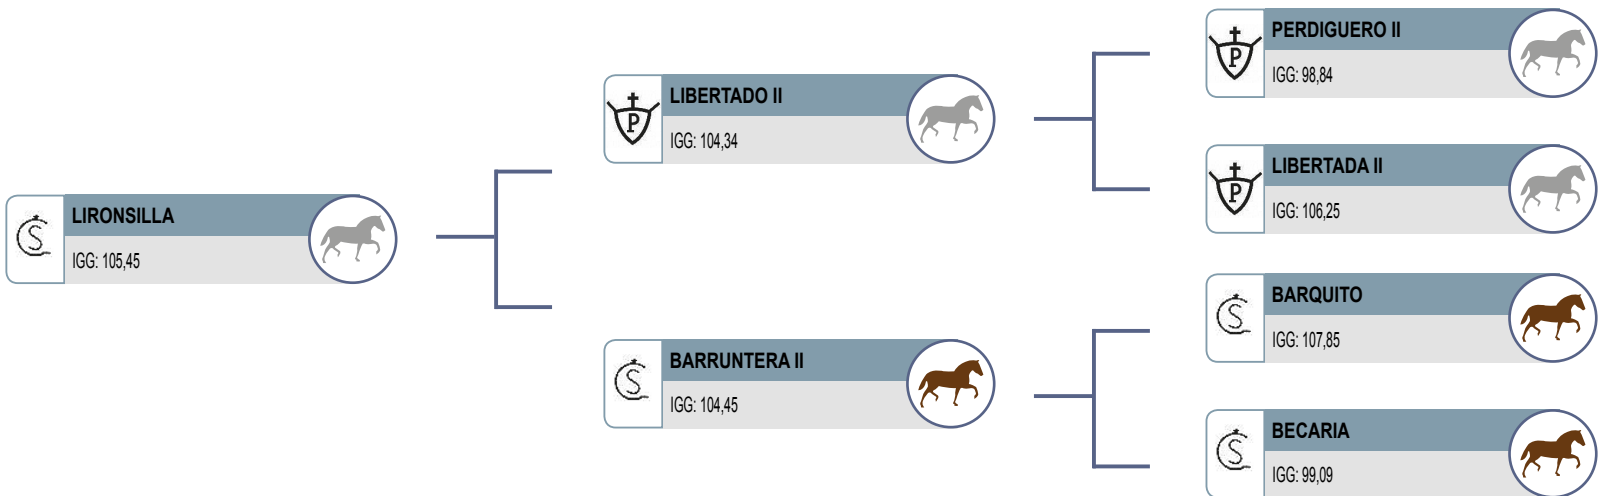 LIRONSILLA
IGG: 105,45
LIBERTADO II
IGG: 104,34
BARRUNTERA II
IGG: 104,45
PERDIGUERO II
IGG: 98,84
LIBERTADA II
IGG: 106,25
BARQUITO
IGG: 107,85
BECARIA
IGG: 99,09